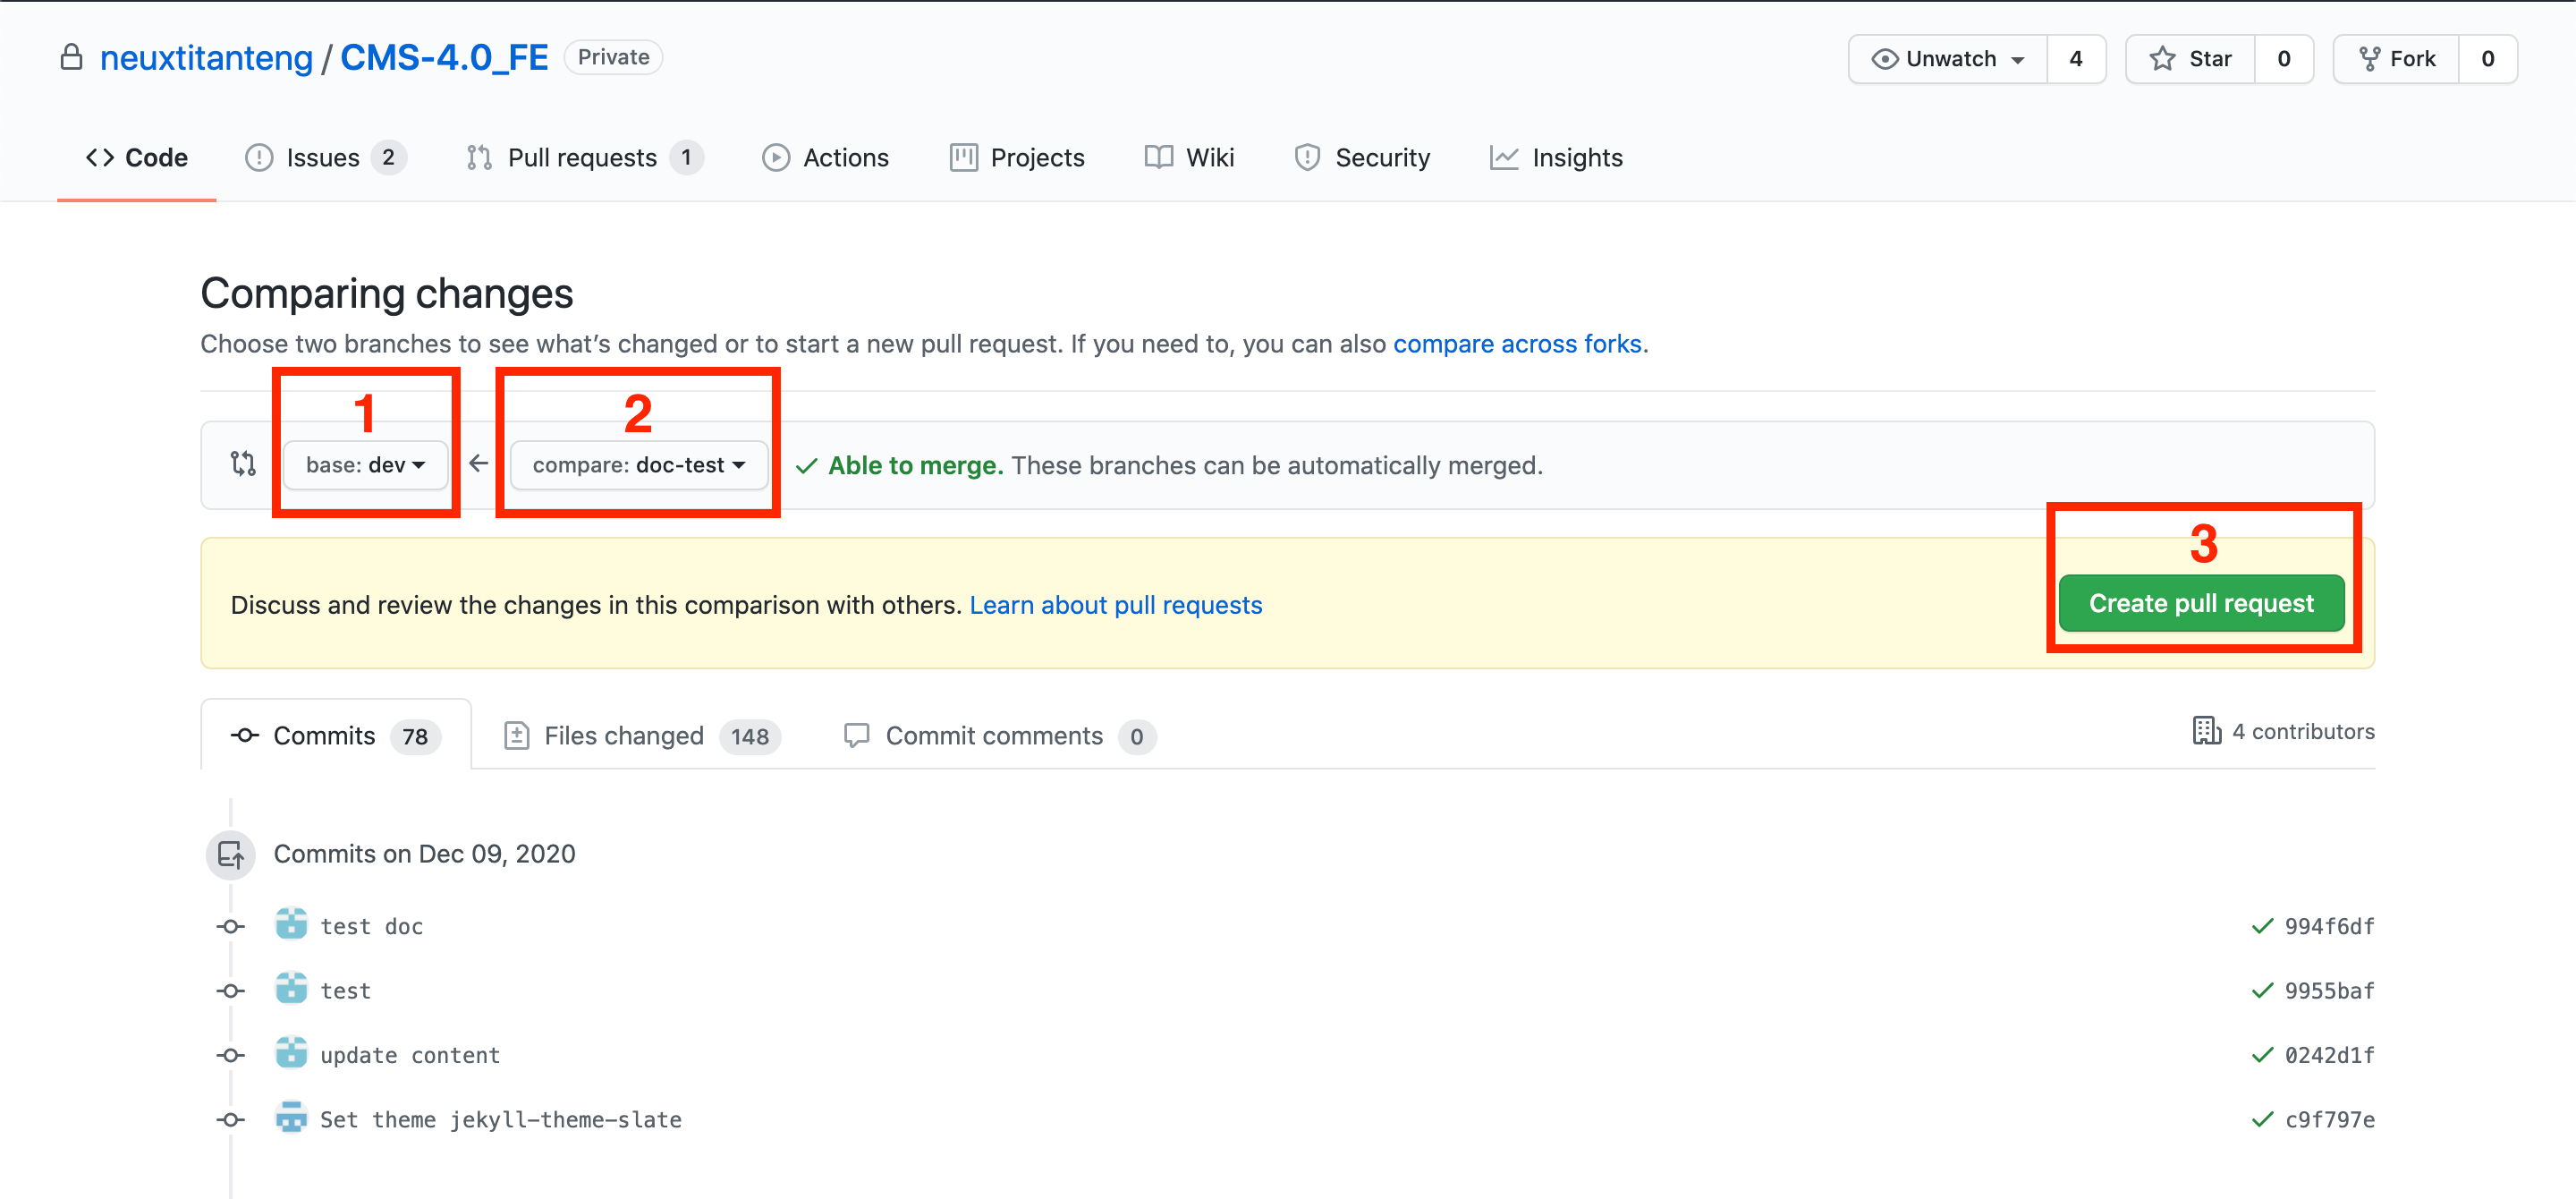 neuxtitanteng / CMS-4.0_FE Private Unwatch 4 Star 0 Fork 0
Code Issues 2 Pull requests 1 Actions Projects Wiki Security Insights
Comparing changes
Choose two branches to see what’s changed or to start a new pull request. If you need to, you can also compare across forks.
1 2
base: dev compare: doc-test Able to merge. These branches can be automatically merged.
3
Discuss and review the changes in this comparison with others. Learn about pull requests Create pull request
Commits 78 Files changed 148 Commit comments 0 4 contributors
Commits on Dec 09, 2020
test doc 994f6df
test 9955baf
update content 0242d1f
Set theme jekyll-theme-slate c9f797e